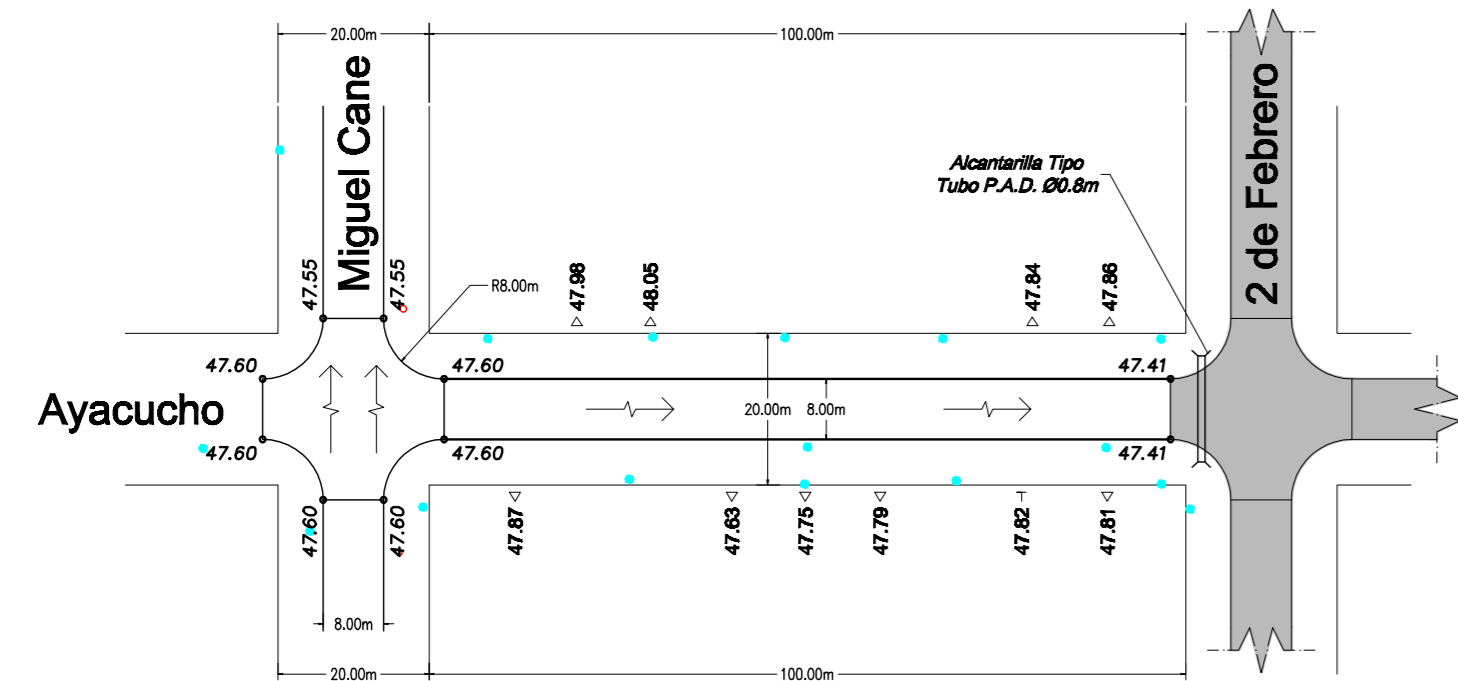 20.00m
100.00m
Miguel Cane
2 de Febrero
Alcantarilla Tipo
Tubo P.A.D. Ø0.8m
47.55
47.55
R8.00m
47.98
48.05
47.84
47.86
47.60
47.60
47.41
Ayacucho
20.00m
8.00m
47.60
47.60
47.41
47.60
47.60
47.87
47.63
47.75
47.79
47.82
47.81
8.00m
20.00m
100.00m